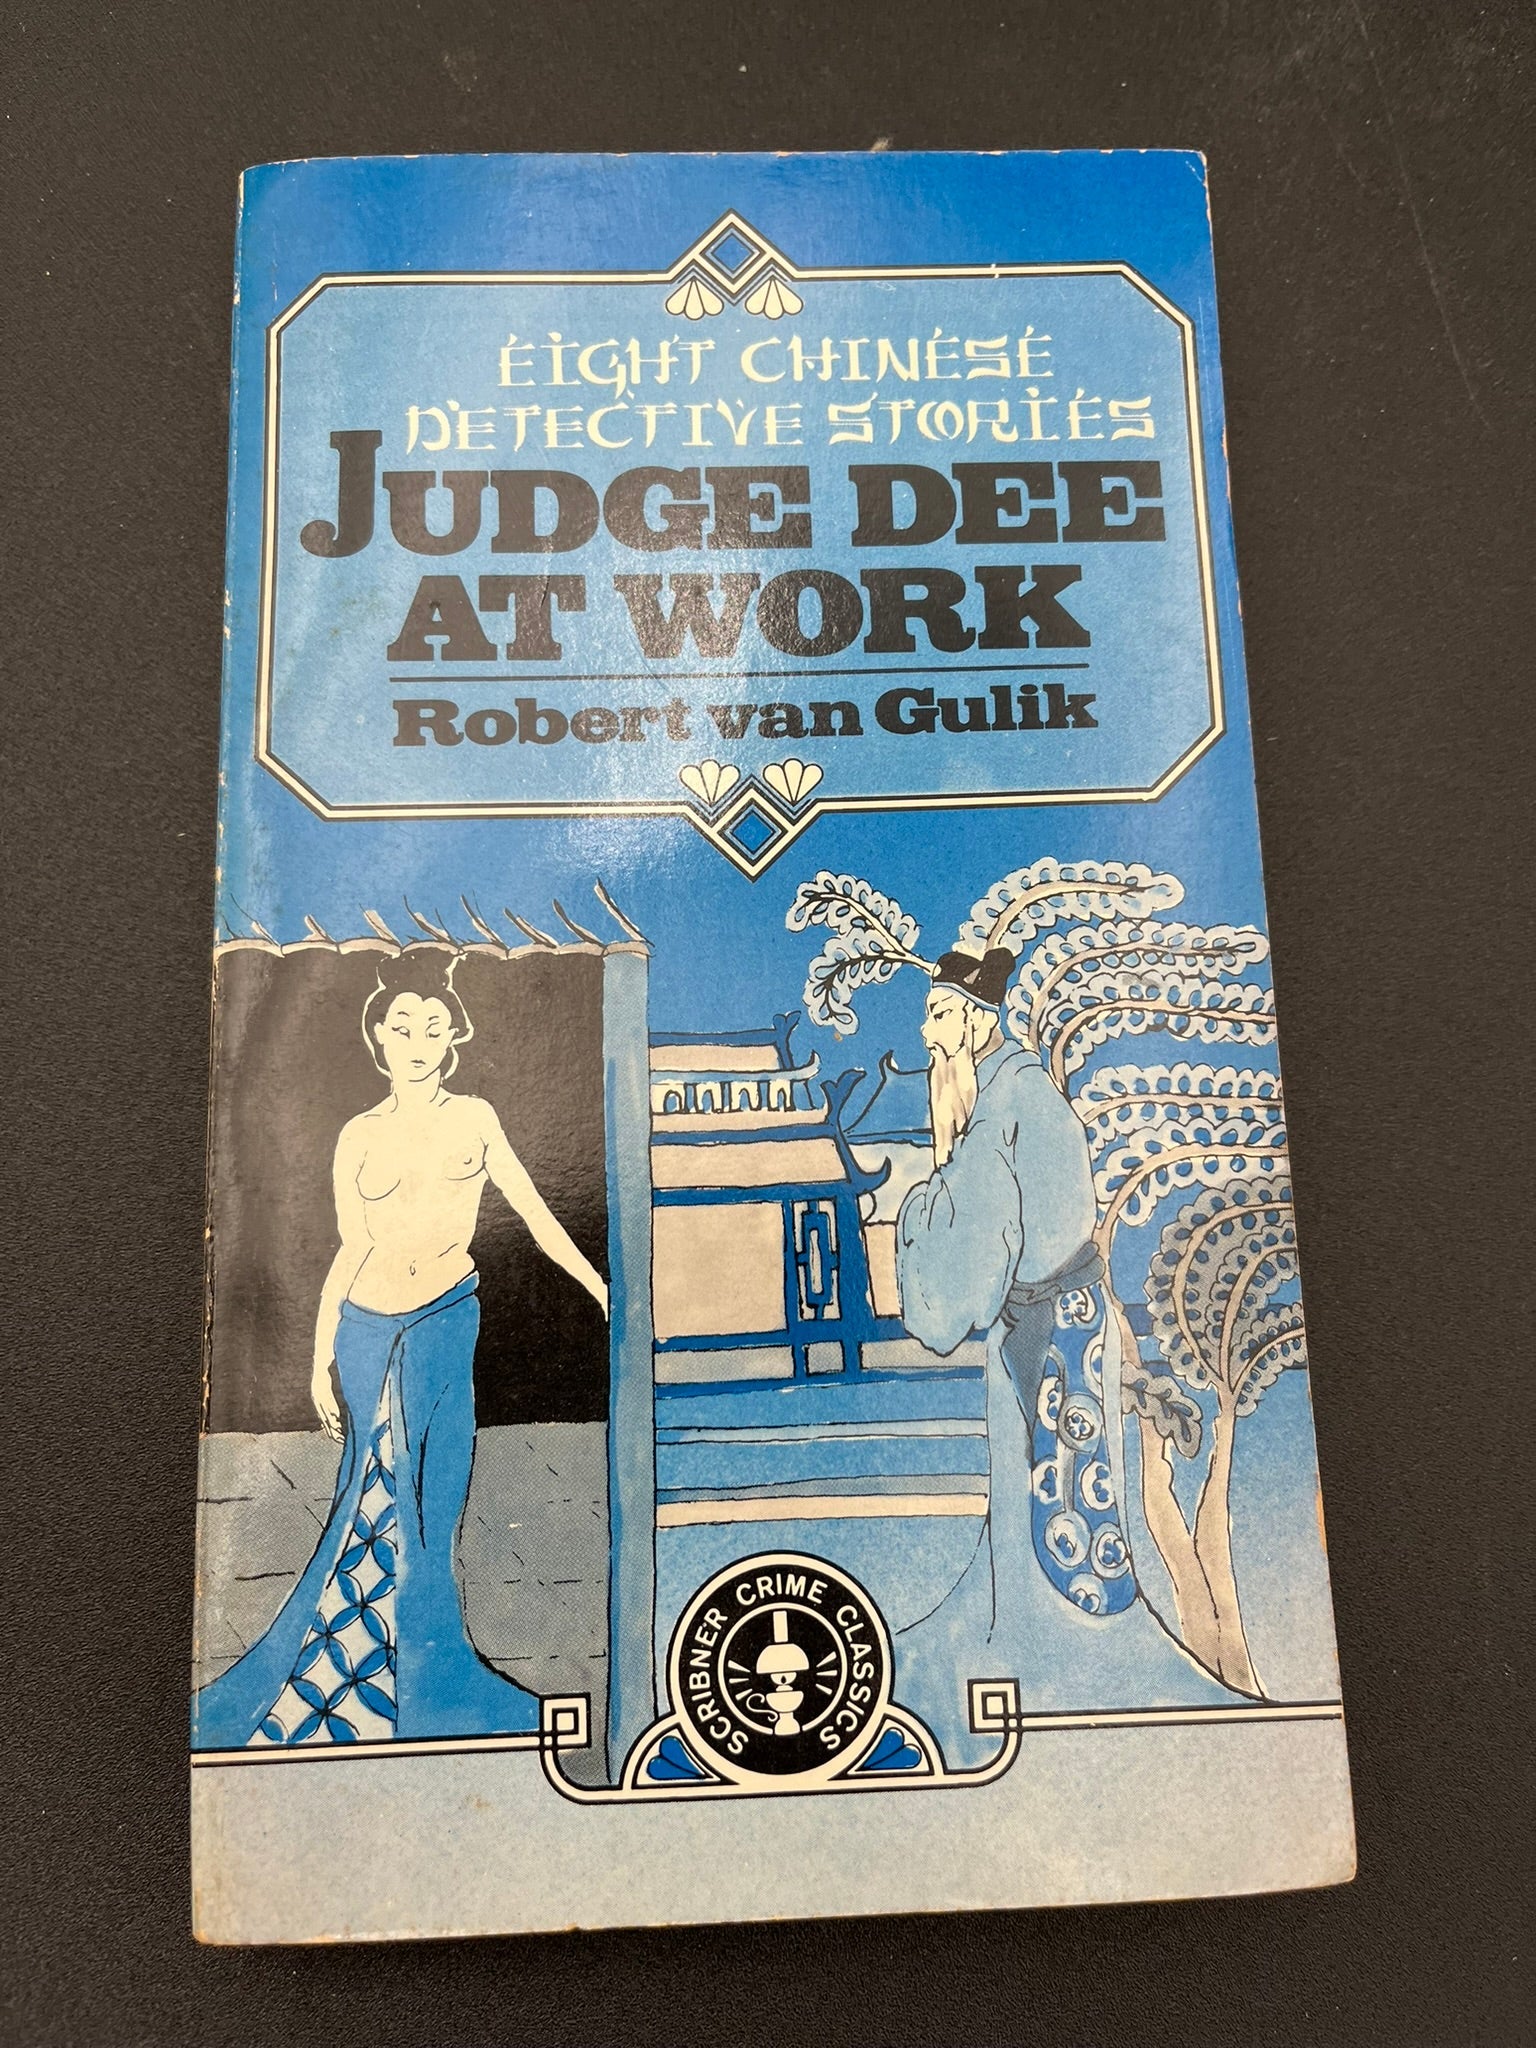 EIGHT CHINESE
DETECTIVE STORIES
JUDGE DEE
AT WORK
Robert van Gulik
SCRIBNER CRIME CLASSICS